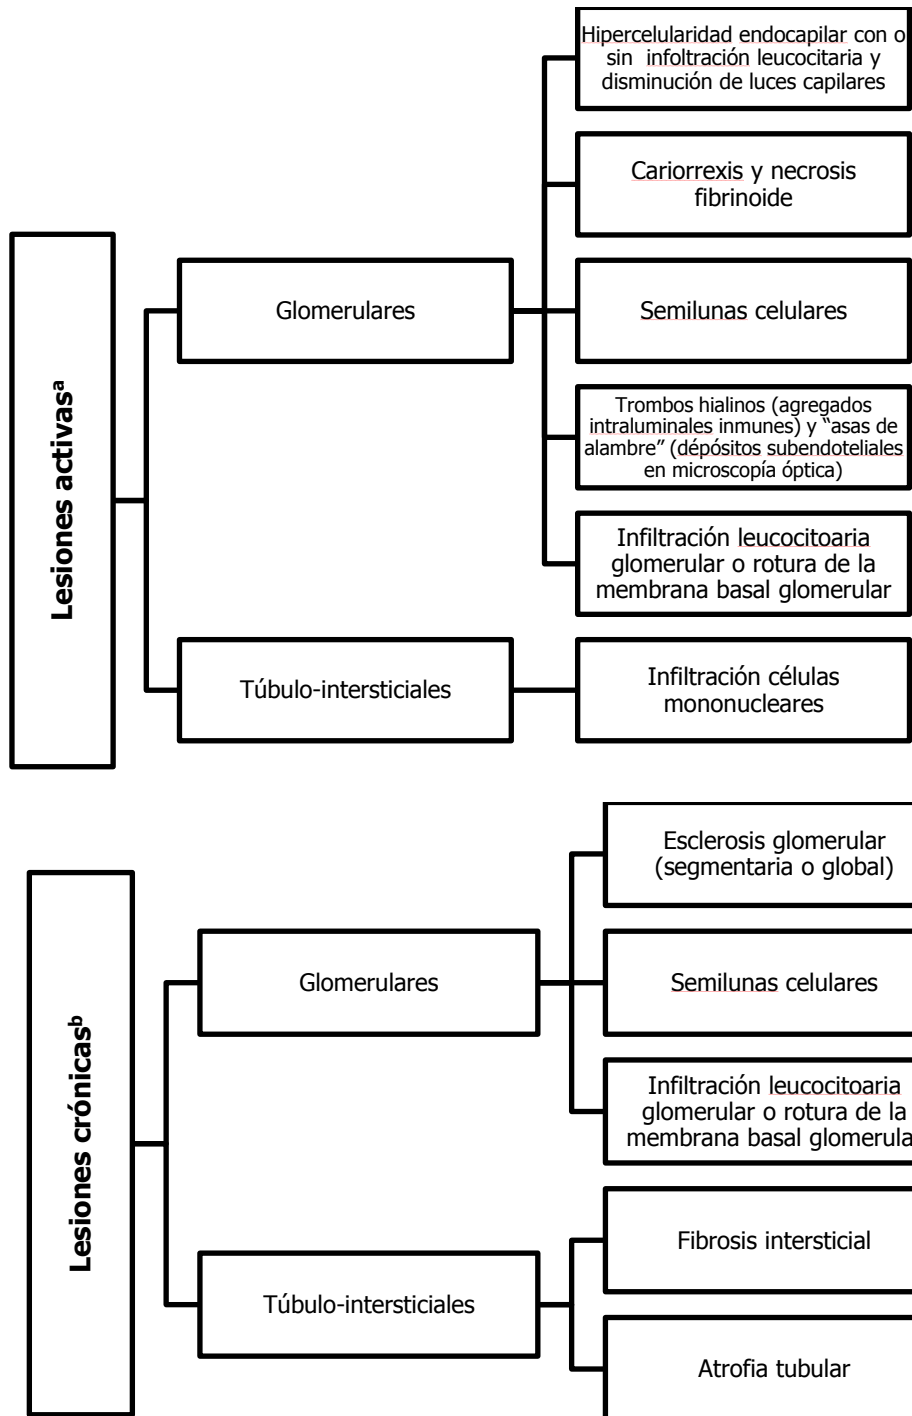 Hipercelularidad endocapilar con o
sin infoltración leucocitaria y
disminución de luces capilares
Cariorrexis y necrosis
fibrinoide
Lesiones activasᵃ
Glomerulares
Semilunas celulares
Trombos hialinos (agregados
intraluminales inmunes) y “asas de
alambre” (dépósitos subendoteliales
en microscopía óptica)
Infiltración leucocitoaria
glomerular o rotura de la
membrana basal glomerular
Túbulo-intersticiales
Infiltración células
mononucleares
Lesiones crónicasᵇ
Esclerosis glomerular
(segmentaria o global)
Glomerulares
Semilunas celulares
Infiltración leucocitoaria
glomerular o rotura de la
membrana basal glomerula
Túbulo-intersticiales
Fibrosis intersticial
Atrofia tubular